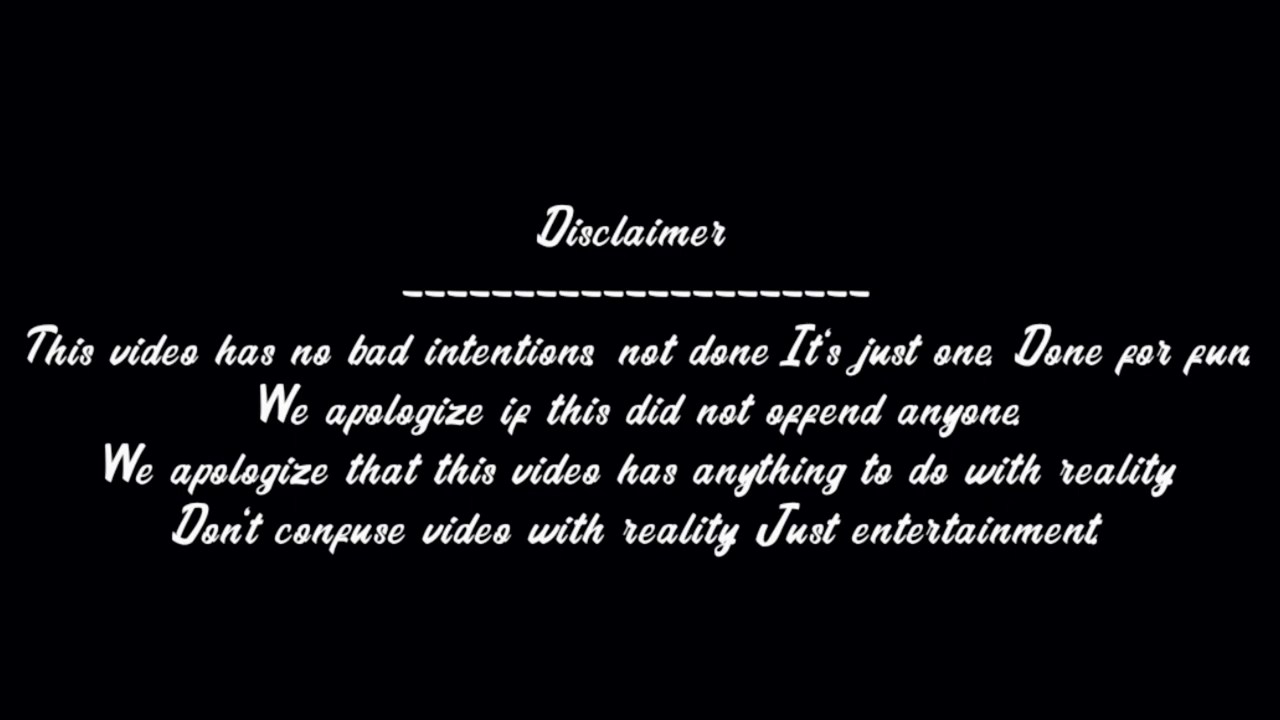 Disclaimer
---------------------
This video has no bad intentions. not done It's just one. Done for fun.
We apologize if this did not offend anyone.
We apologize that this video has anything to do with reality.
Don't confuse video with reality. Just entertainment.